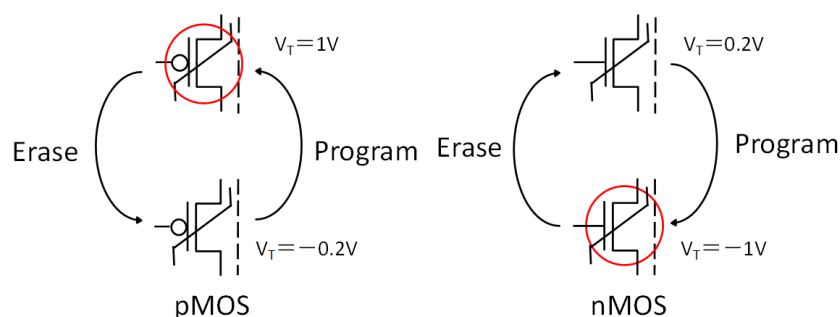 V_T＝1V
Erase
Program
V_T＝−0.2V
pMOS
V_T＝0.2V
Erase
Program
V_T＝−1V
nMOS